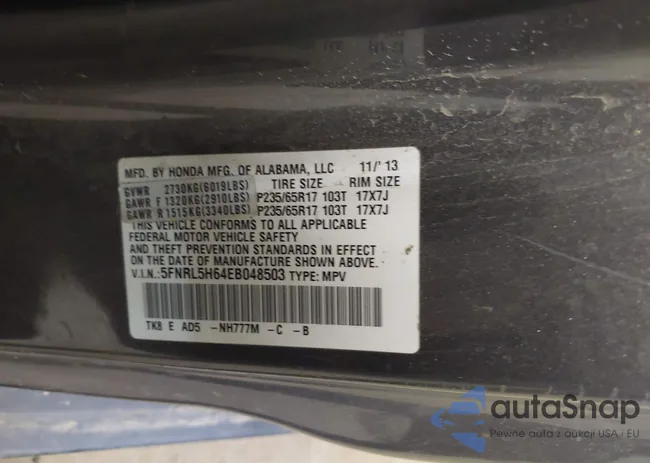 MFD. BY HONDA MFG. OF ALABAMA, LLC 11/'13
GVWR 2730KG(6019LBS) TIRE SIZE RIM SIZE
GAWR F 1320KG(2910LBS) P235/65R17 103T 17X7J
GAWR R 1515KG(3340LBS) P235/65R17 103T 17X7J
THIS VEHICLE CONFORMS TO ALL APPLICABLE
FEDERAL MOTOR VEHICLE SAFETY
AND THEFT PREVENTION STANDARDS IN EFFECT
ON THE DATE OF MANUFACTURE SHOWN ABOVE.
V.I.N.:5FNRL5H64EB048503 TYPE: MPV
TK8 E AD5 -NH777M -C -B
autaSnap
Pewne auta z aukcji USA i EU